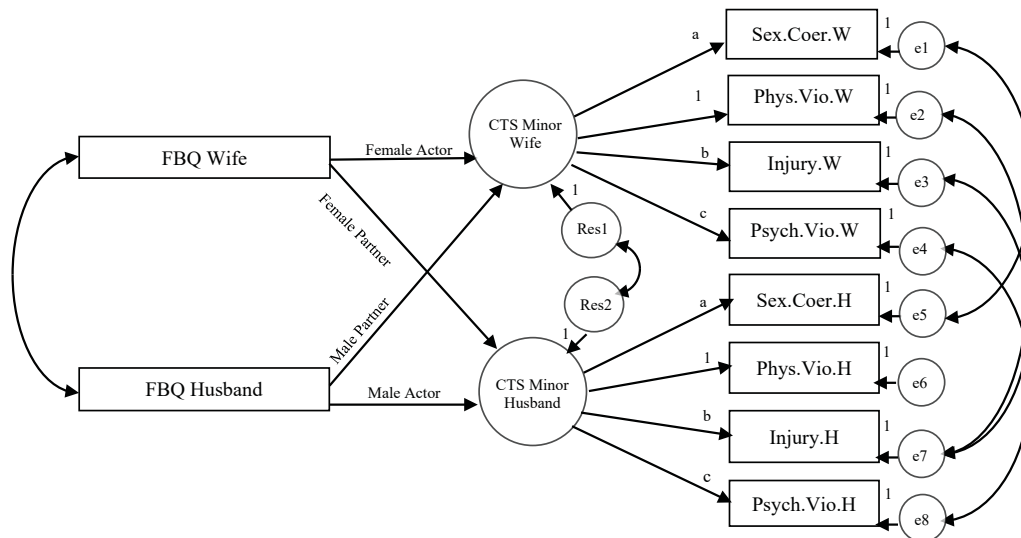 FBQ Wife
FBQ Husband
Female Actor
Female Partner
Male Partner
Male Actor
CTS Minor
Wife
1
Res1
Res2
1
CTS Minor
Husband
a
Sex.Coer.W
1
e1
1
Phys.Vio.W
1
e2
b
Injury.W
1
e3
c
Psych.Vio.W
1
e4
a
Sex.Coer.H
1
e5
1
Phys.Vio.H
1
e6
b
Injury.H
1
e7
c
Psych.Vio.H
1
e8